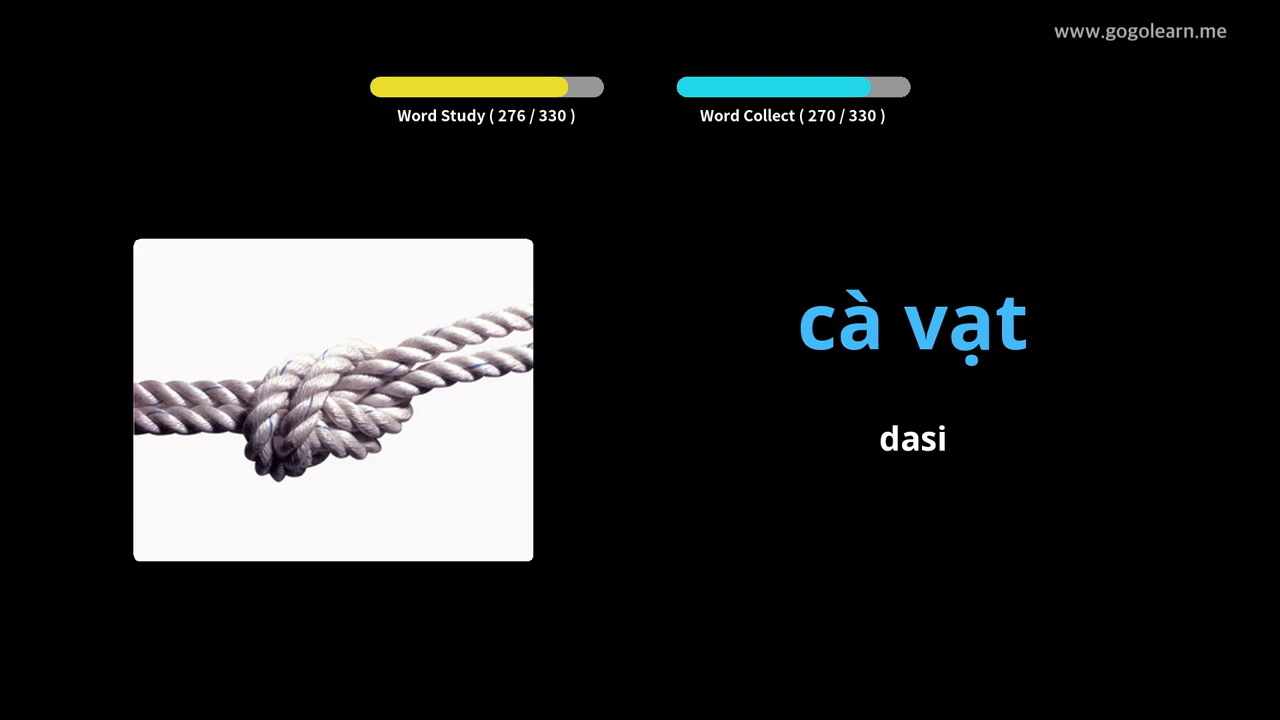 www.gogolearn.me
Word Study ( 276 / 330 )
Word Collect ( 270 / 330 )
cà vạt
dasi